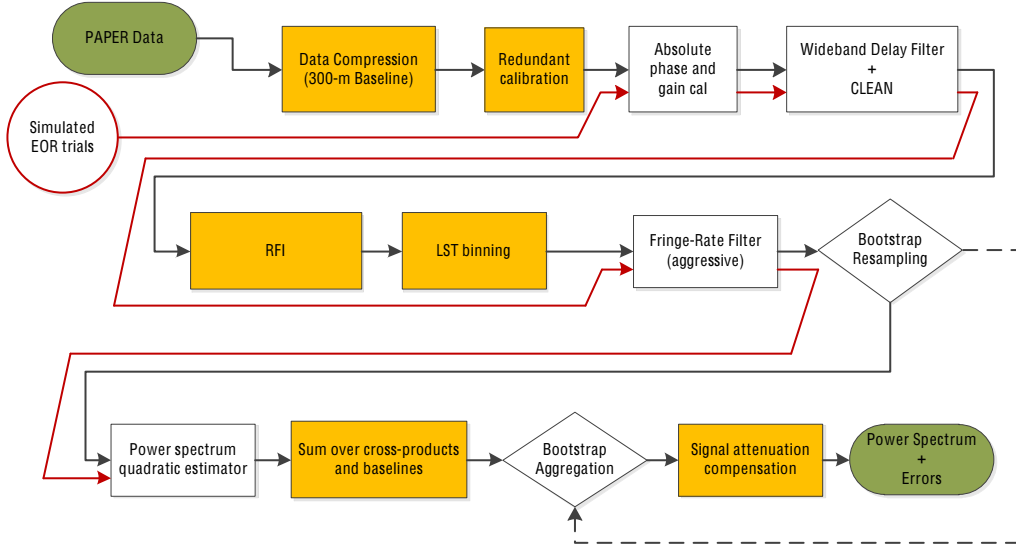 PAPER Data
Data Compression
(300-m Baseline)
Redundant
calibration
Absolute
phase and
gain cal
Wideband Delay Filter
+
CLEAN
Simulated
EOR trials
RFI
LST binning
Fringe-Rate Filter
(aggressive)
Bootstrap
Resampling
Power spectrum
quadratic estimator
Sum over cross-products
and baselines
Bootstrap
Aggregation
Signal attenuation
compensation
Power Spectrum
+
Errors